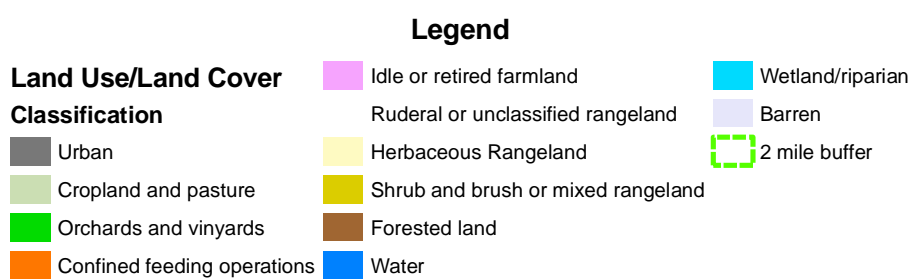 Legend
Land Use/Land Cover
Classification
Urban
Cropland and pasture
Orchards and vinyards
Confined feeding operations
Idle or retired farmland
Ruderal or unclassified rangeland
Herbaceous Rangeland
Shrub and brush or mixed rangeland
Forested land
Water
Wetland/riparian
Barren
2 mile buffer